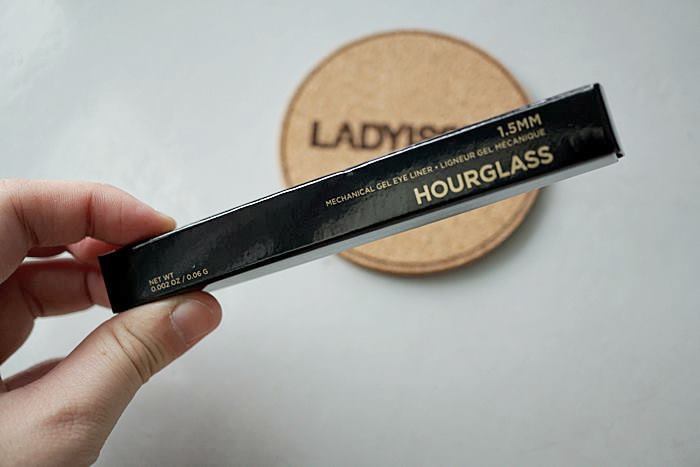 1.5MM
MECHANICAL GEL EYE LINER • LIGNEUR GEL MÉCANIQUE
HOURGLASS
NET WT
0.002 OZ / 0.06 G